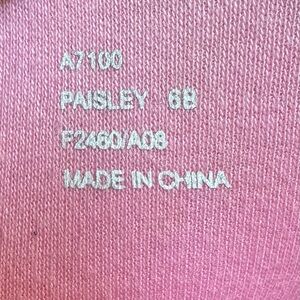 A7100
PAISLEY 6B
F2460/A08
MADE IN CHINA